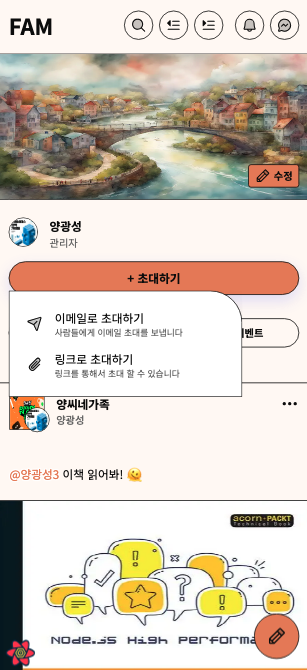 FAM
수정
양광성
관리자
+ 초대하기
이메일로 초대하기
사람들에게 이메일 초대를 보냅니다
링크로 초대하기
링크를 통해서 초대 할 수 있습니다
벤트
양씨네가족
양광성
@양광성3 이책 읽어봐! 🫠
acorn+PACKT
Technical Book
Node.js High Performa